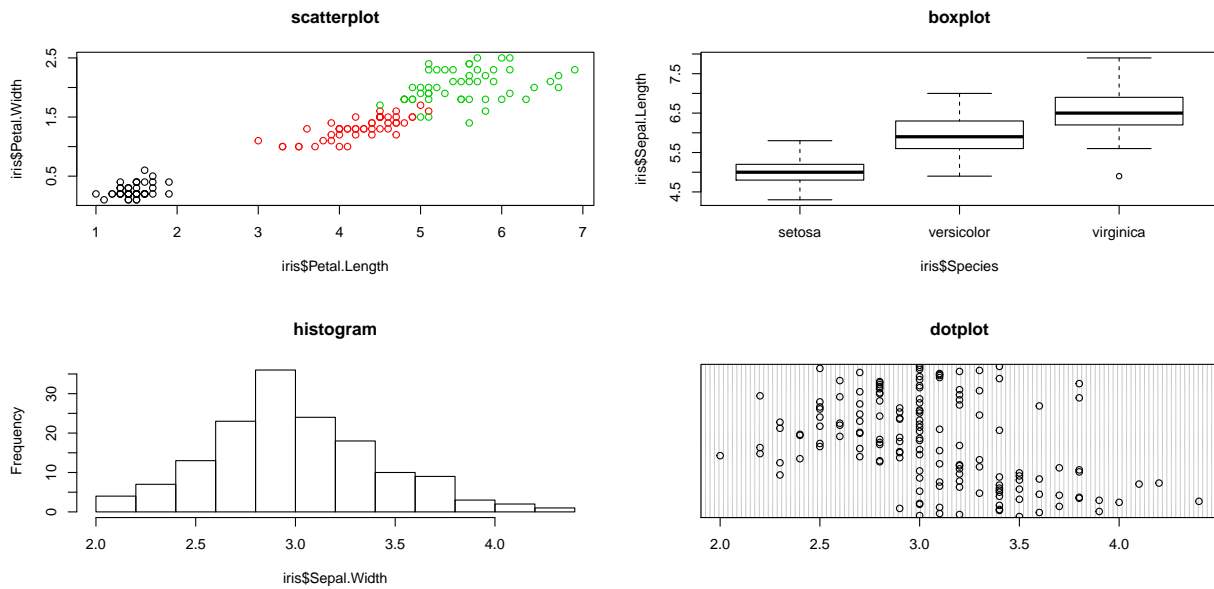 scatterplot
iris$Petal.Width
0.5 1.5 2.5
1 2 3 4 5 6 7
iris$Petal.Length
boxplot
iris$Sepal.Length
4.5 5.5 6.5 7.5
setosa versicolor virginica
iris$Species
histogram
Frequency
0 10 20 30
2.0 2.5 3.0 3.5 4.0
iris$Sepal.Width
dotplot
2.0 2.5 3.0 3.5 4.0